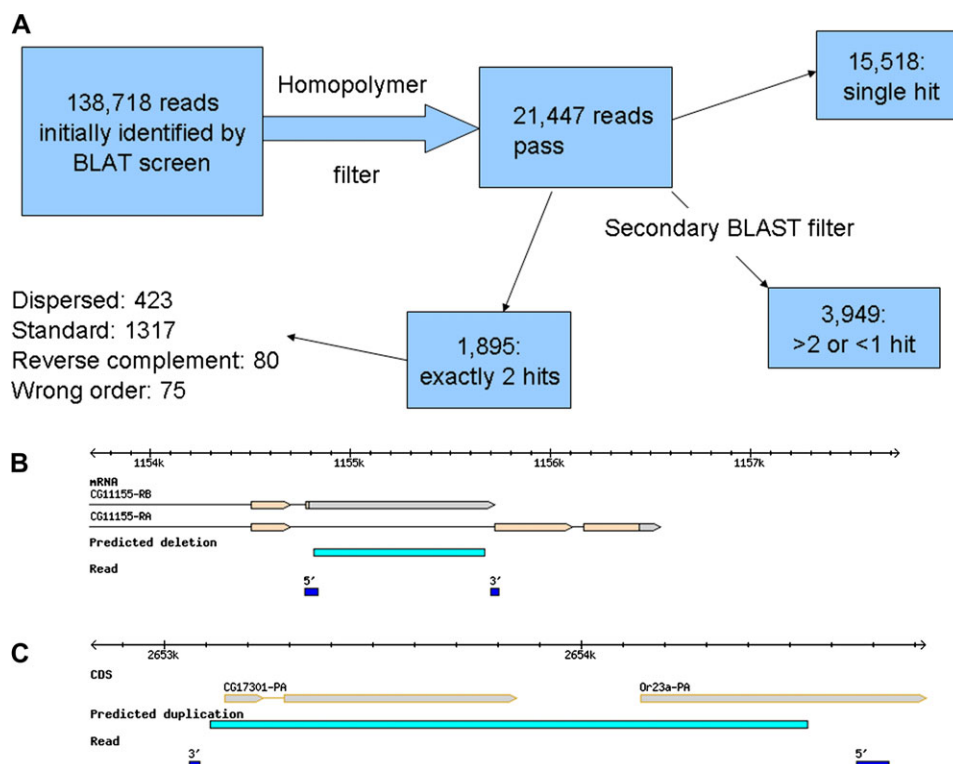 A
138,718 reads
initially identified by
BLAT screen
Homopolymer
filter
21,447 reads
pass
15,518:
single hit
Secondary BLAST filter
3,949:
>2 or <1 hit
1,895:
exactly 2 hits
Dispersed: 423
Standard: 1317
Reverse complement: 80
Wrong order: 75
B
1154k 1155k 1156k 1157k
mRNA
CG11155-RB
CG11155-RA
Predicted deletion
Read
5′ 3′
C
2653k 2654k
CDS
CG17301-PA Or23a-PA
Predicted duplication
Read
3′ 5′